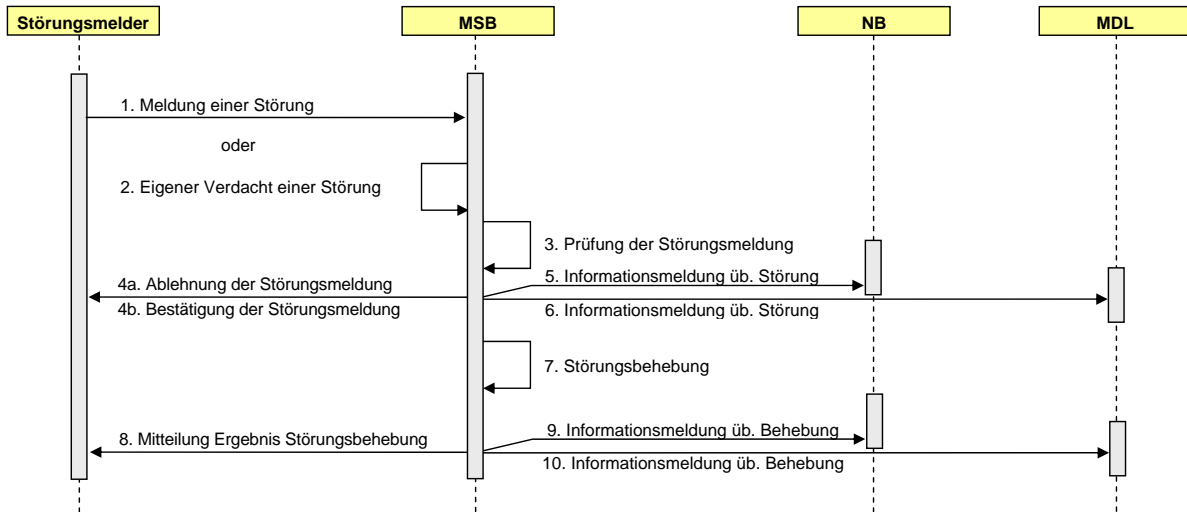 Störungsmelder
MSB
NB
MDL
1. Meldung einer Störung
oder
2. Eigener Verdacht einer Störung
3. Prüfung der Störungsmeldung
4a. Ablehnung der Störungsmeldung
5. Informationsmeldung üb. Störung
4b. Bestätigung der Störungsmeldung
6. Informationsmeldung üb. Störung
7. Störungsbehebung
8. Mitteilung Ergebnis Störungsbehebung
9. Informationsmeldung üb. Behebung
10. Informationsmeldung üb. Behebung